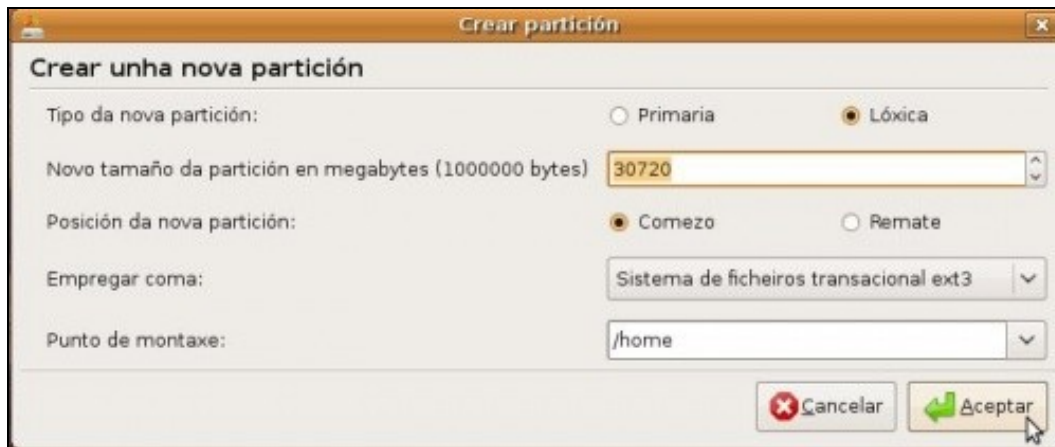 Crear partición
Crear unha nova partición
Tipo da nova partición:
Primaria
Lóxica
Novo tamaño da partición en megabytes (1000000 bytes)
30720
Posición da nova partición:
Comezo
Remate
Empregar coma:
Sistema de ficheiros transacional ext3
Punto de montaxe:
/home
Cancelar
Aceptar